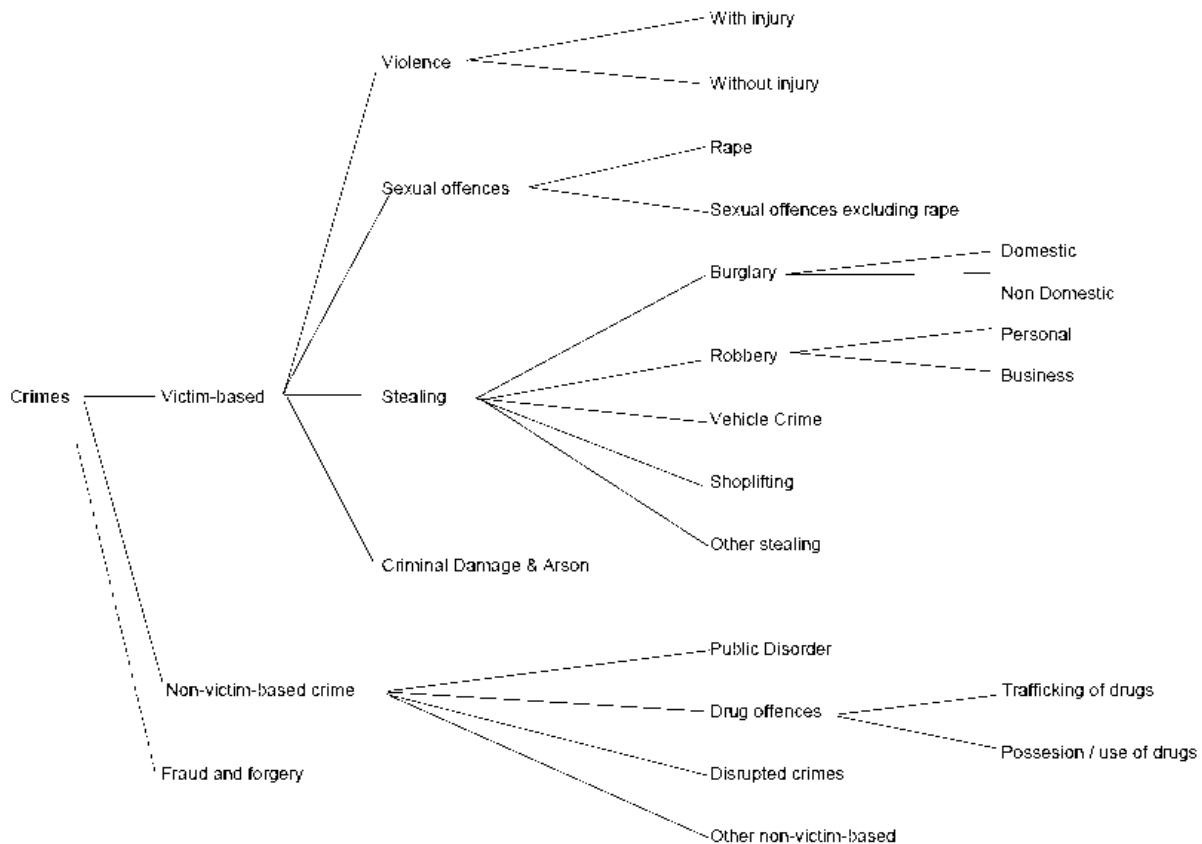 With injury
Violence
Without injury
Rape
Sexual offences
Sexual offences excluding rape
Burglary
Domestic
Non Domestic
Robbery
Personal
Business
Crimes
Victim-based
Stealing
Vehicle Crime
Shoplifting
Other stealing
Criminal Damage & Arson
Public Disorder
Non-victim-based crime
Drug offences
Trafficking of drugs
Possesion / use of drugs
Fraud and forgery
Disrupted crimes
Other non-victim-based